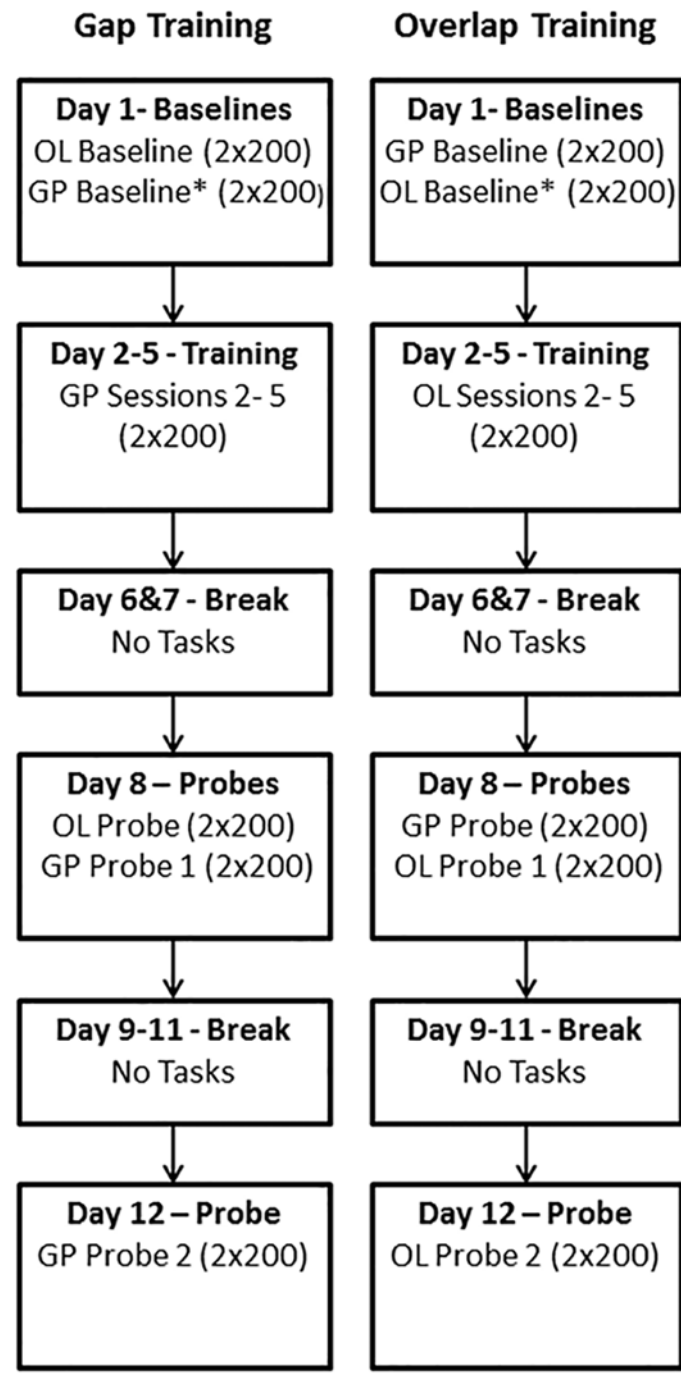 Gap Training
Day 1- Baselines
OL Baseline (2x200)
GP Baseline* (2x200)
Day 2-5 - Training
GP Sessions 2- 5
(2x200)
Day 6&7 - Break
No Tasks
Day 8 – Probes
OL Probe (2x200)
GP Probe 1 (2x200)
Day 9-11 - Break
No Tasks
Day 12 – Probe
GP Probe 2 (2x200)
Overlap Training
Day 1- Baselines
GP Baseline (2x200)
OL Baseline* (2x200)
Day 2-5 - Training
OL Sessions 2- 5
(2x200)
Day 6&7 - Break
No Tasks
Day 8 – Probes
GP Probe (2x200)
OL Probe 1 (2x200)
Day 9-11 - Break
No Tasks
Day 12 – Probe
OL Probe 2 (2x200)